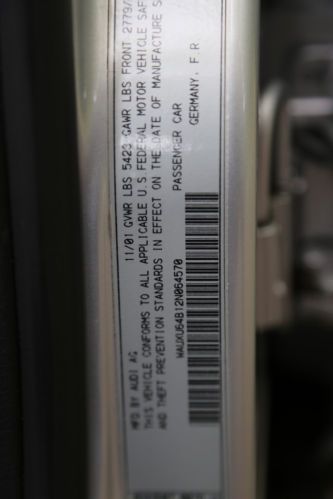 MFD BY AUDI AG 11/01 GVWR LBS 5423 GAWR LBS FRONT 2779/
THIS VEHICLE CONFORMS TO ALL APPLICABLE U.S FEDERAL MOTOR VEHICLE SAF
AND THEFT PREVENTION STANDARDS IN EFFECT ON THE DATE OF MANUFACTURE S
WAUXU64B12N064570 PASSENGER CAR
GERMANY, F.R